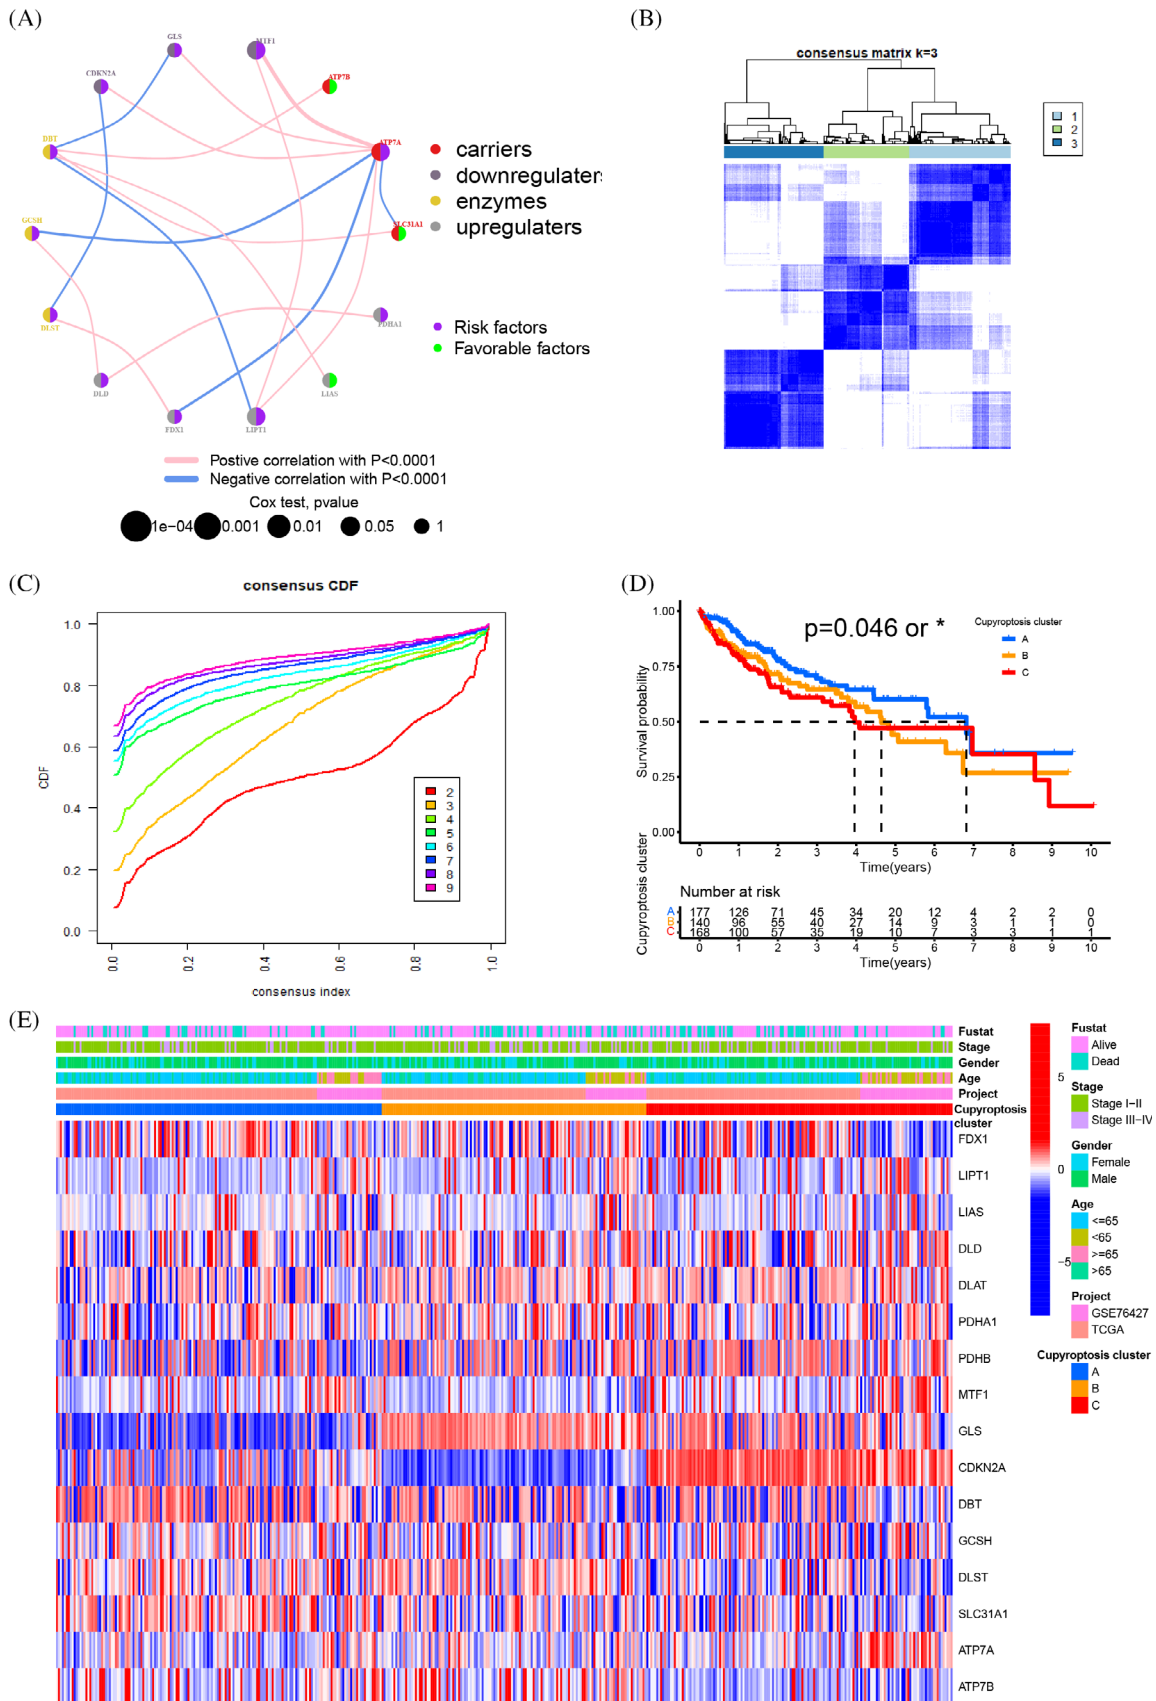 (A)
GLS
MTF1
CDKN2A
ATP7B
DBT
ATP7A
GCSH
SLC31A1
DLST
PDHA1
DLD
LIAS
FDX1
LIPT1
carriers
downregulaters
enzymes
upregulaters
Risk factors
Favorable factors
Postive correlation with P<0.0001
Negative correlation with P<0.0001
Cox test, pvalue
1e−04 0.001 0.01 0.05 1
(B)
consensus matrix k=3
1
2
3
(C)
consensus CDF
CDF
1.0
0.8
0.6
0.4
0.2
0.0
2
3
4
5
6
7
8
9
0.0 0.2 0.4 0.6 0.8 1.0
consensus index
(D)
p=0.046 or *
Cupyroptosis cluster
A
B
C
Survival probability
1.00
0.75
0.50
0.25
0.00
0 1 2 3 4 5 6 7 8 9 10
Time(years)
Number at risk
Cupyroptosis cluster
A 177 126 71 45 34 20 12 4 2 2 0
B 140 96 55 40 27 14 9 3 1 1 0
C 168 100 57 35 19 10 7 3 3 1 1
0 1 2 3 4 5 6 7 8 9 10
Time(years)
(E)
Fustat
Stage
Gender
Age
Project
Cupyroptosis cluster
FDX1
LIPT1
LIAS
DLD
DLAT
PDHA1
PDHB
MTF1
GLS
CDKN2A
DBT
GCSH
DLST
SLC31A1
ATP7A
ATP7B
5
0
−5
Fustat
Alive
Dead
Stage
Stage I−II
Stage III−IV
Gender
Female
Male
Age
<=65
<65
>=65
>65
Project
GSE76427
TCGA
Cupyroptosis cluster
A
B
C